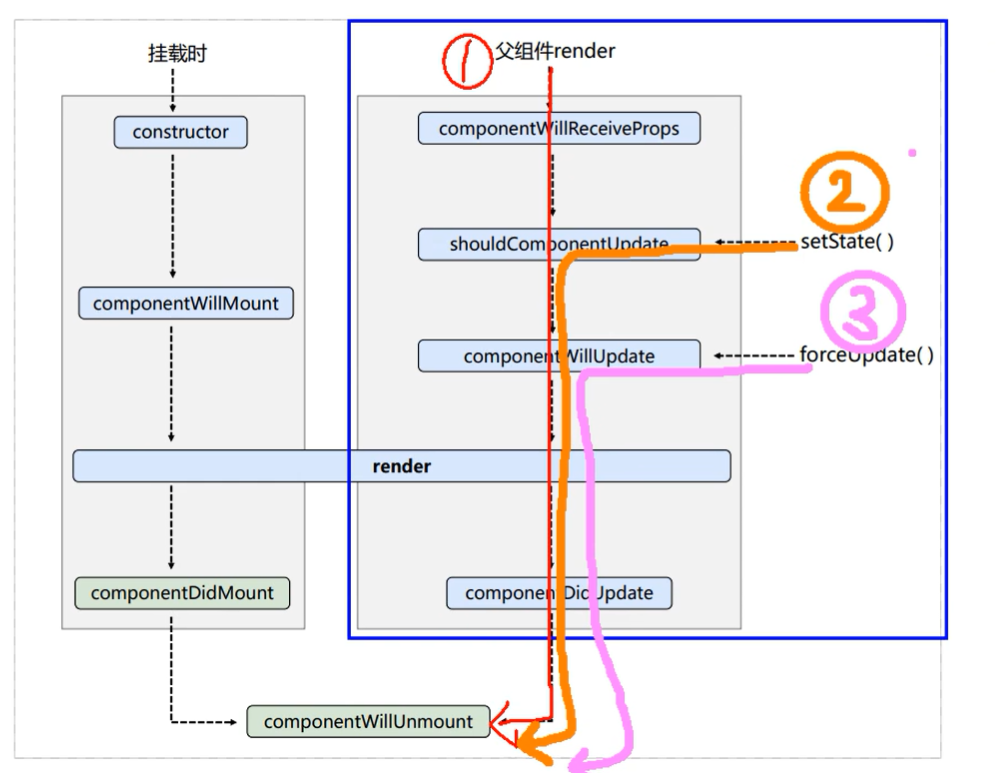 挂载时
constructor
componentWillMount
render
componentDidMount
componentWillUnmount
1
父组件render
componentWillReceiveProps
2
shouldComponentUpdate
setState( )
3
componentWillUpdate
forceUpdate( )
componentDidUpdate